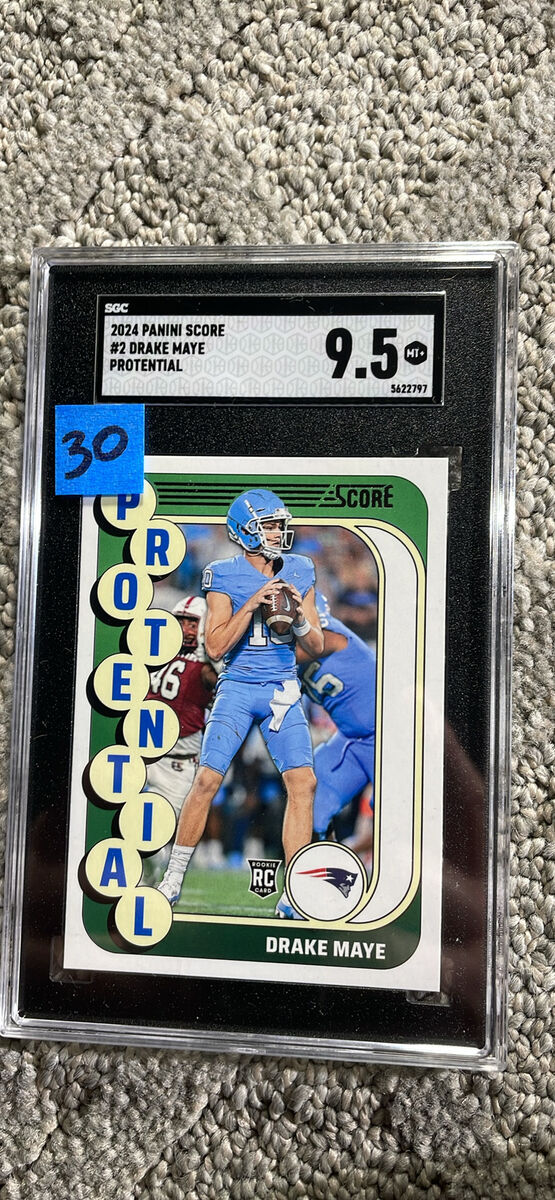 SGC
2024 PANINI SCORE
#2 DRAKE MAYE
PROTENTIAL
9.5 MT+
5622797
30
SCORE
PROTENTIAL
10
46
6
ROOKIE
RC
CARD
DRAKE MAYE